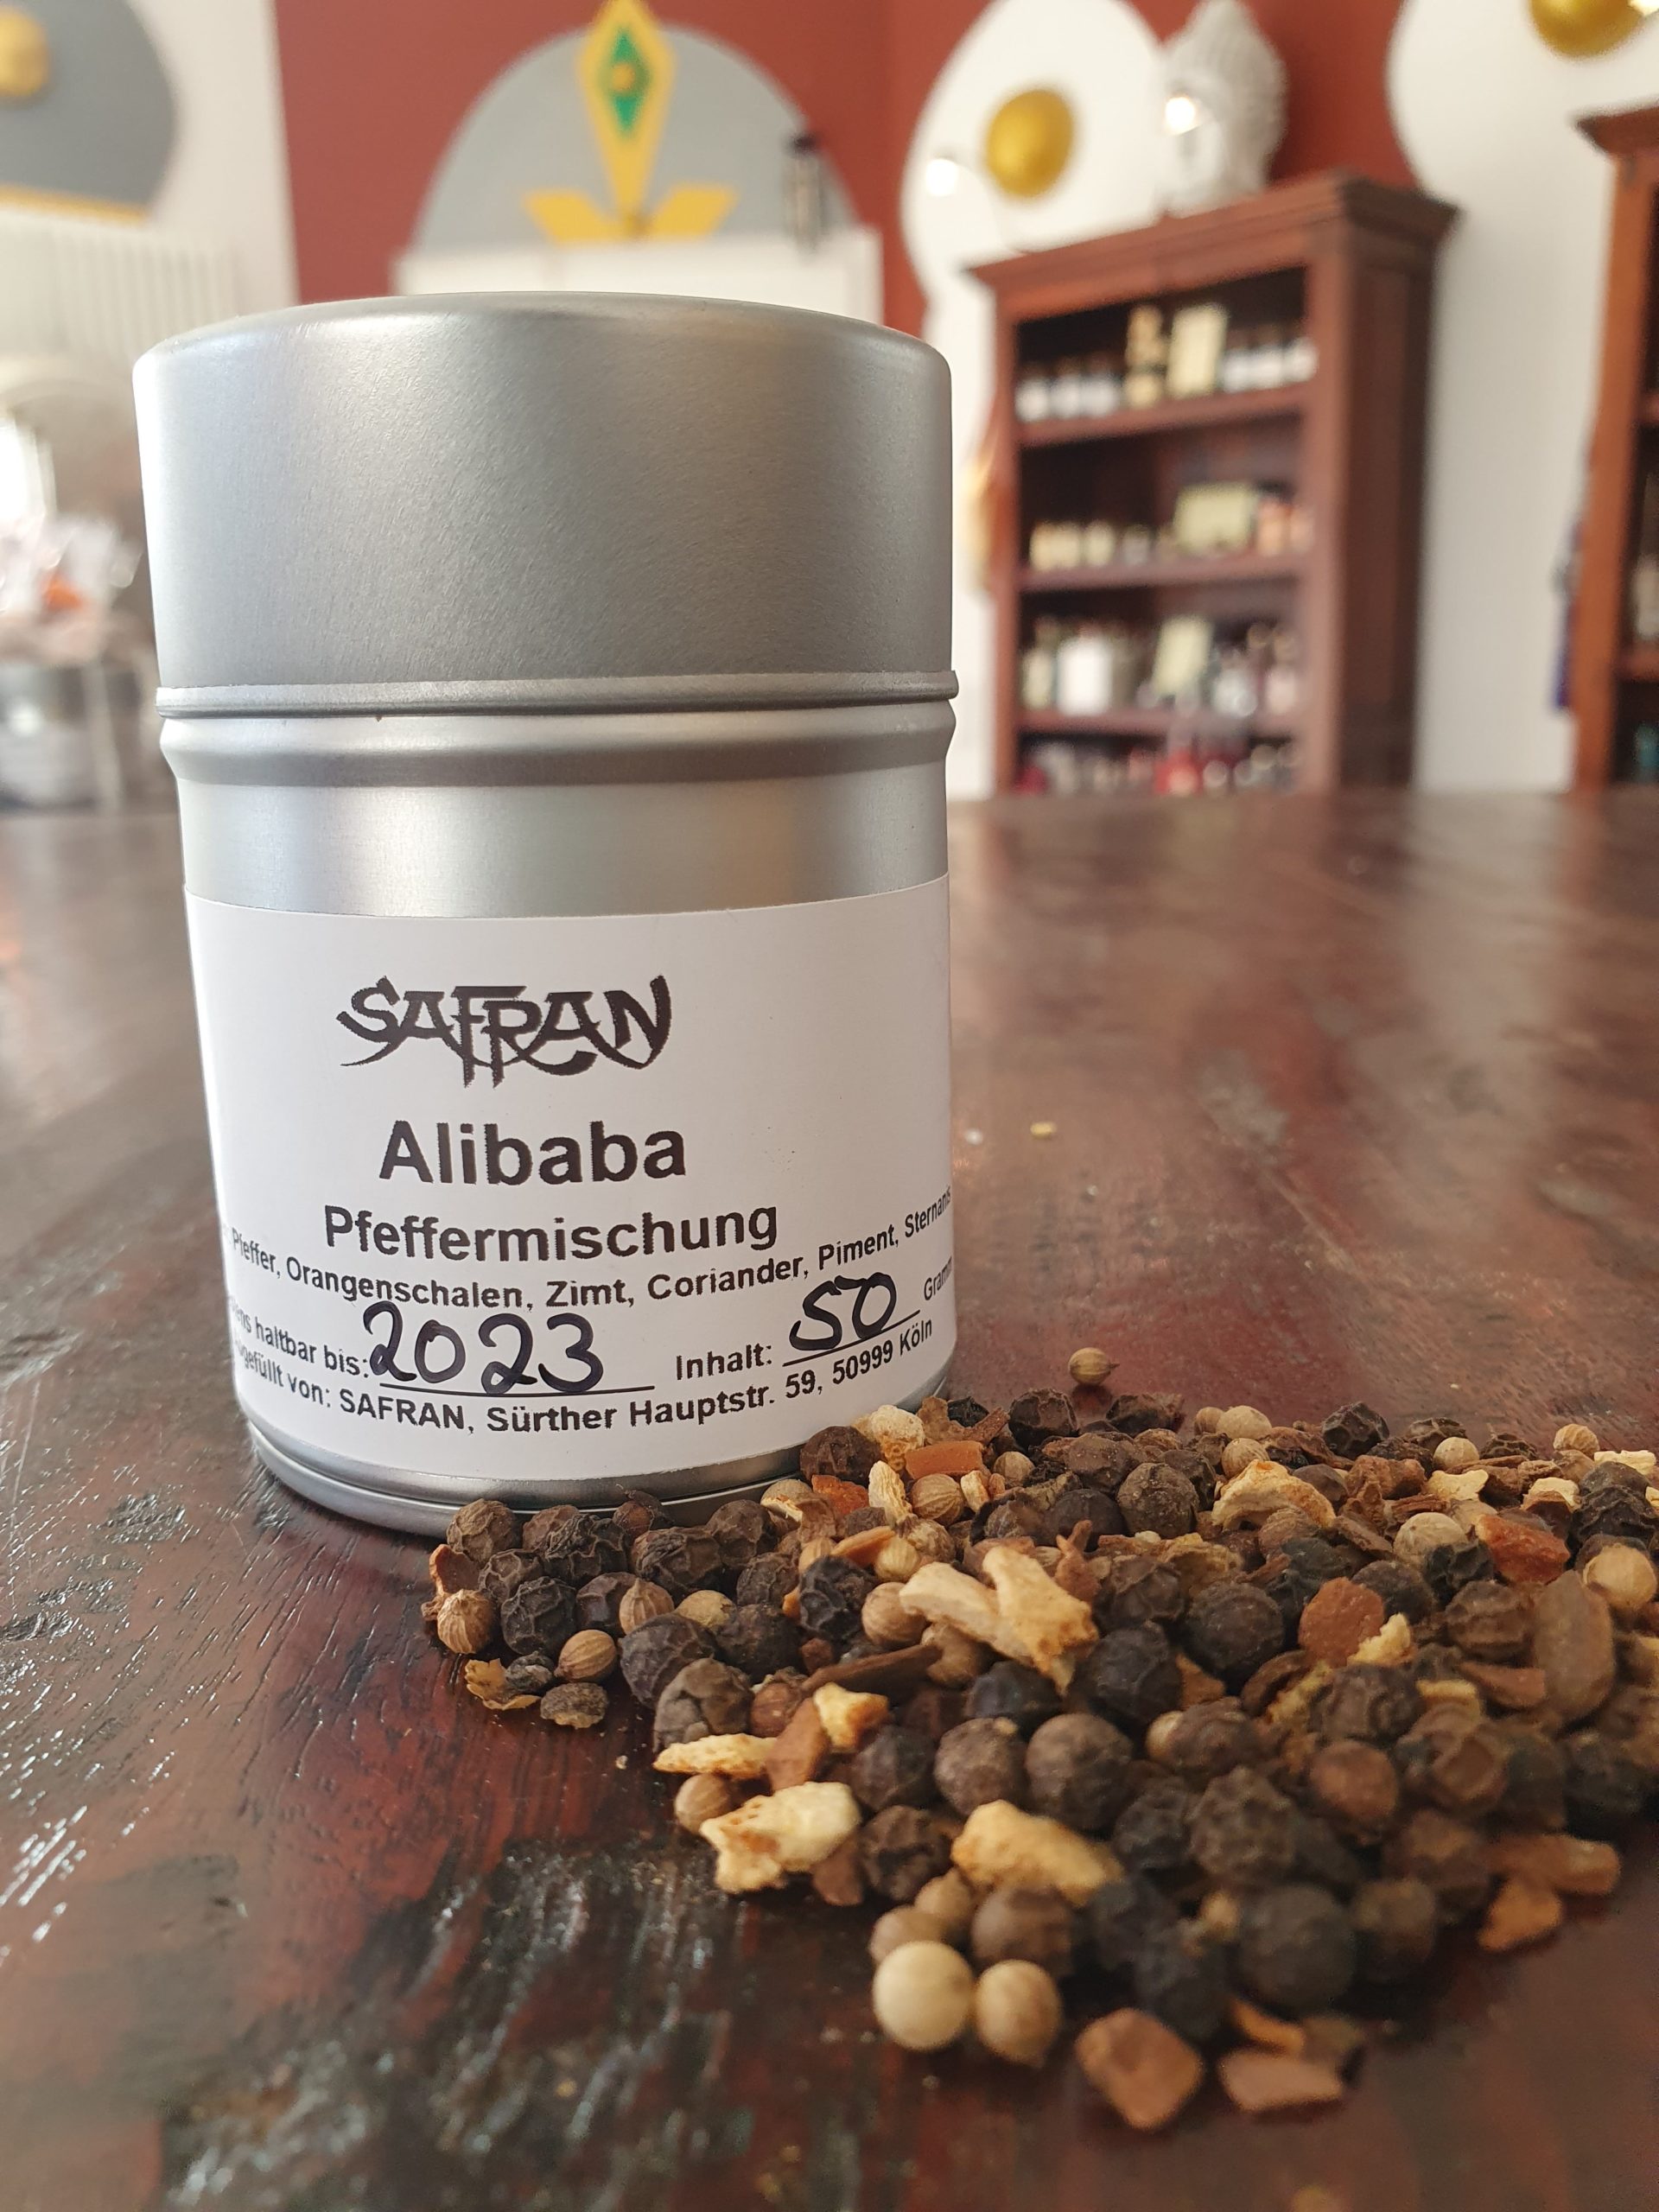 SAFRAN
Alibaba
Pfeffermischung
Pfeffer, Orangenschalen, Zimt, Coriander, Piment, Sternanis
haltbar bis: 2023 Inhalt: 50 Gramm
von: SAFRAN, Sürther Hauptstr. 59, 50999 Köln